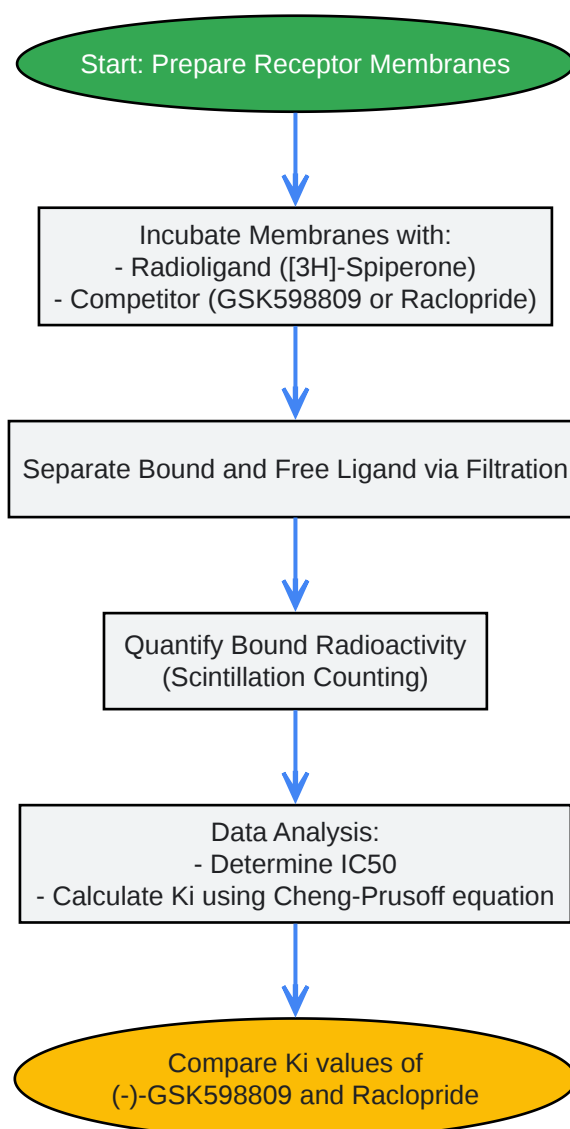 Start: Prepare Receptor Membranes
Incubate Membranes with:
- Radioligand ([3H]-Spiperone)
- Competitor (GSK598809 or Raclopride)
Separate Bound and Free Ligand via Filtration
Quantify Bound Radioactivity
(Scintillation Counting)
Data Analysis:
- Determine IC50
- Calculate Ki using Cheng-Prusoff equation
Compare Ki values of
(-)-GSK598809 and Raclopride